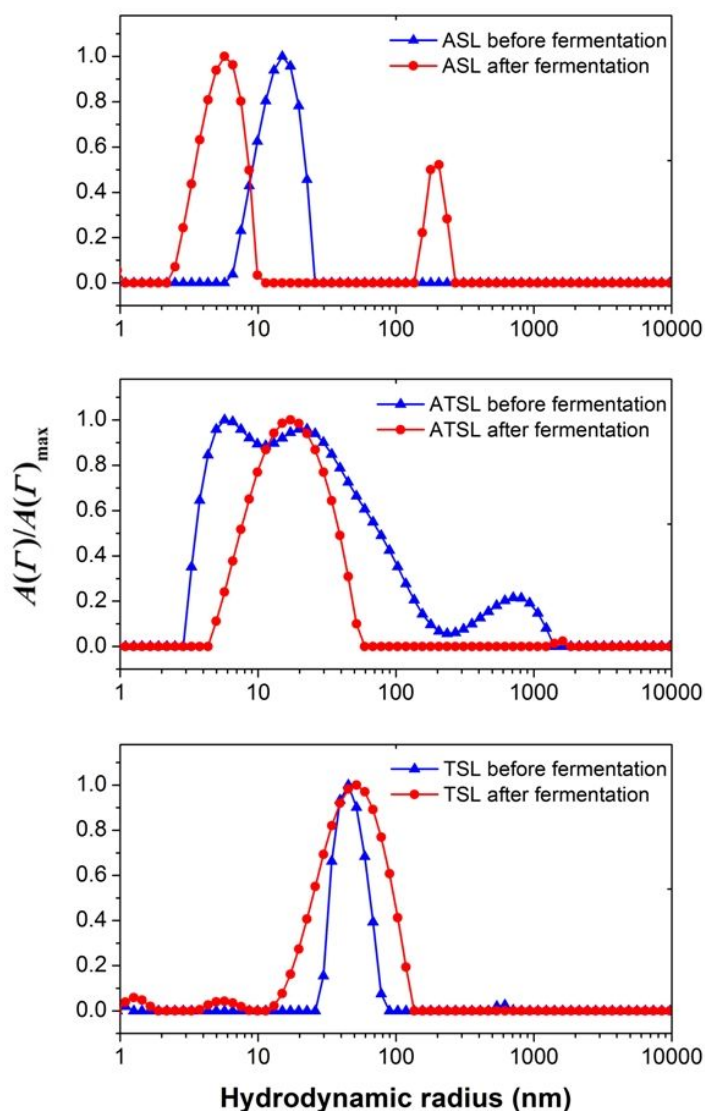 ASL before fermentation
ASL after fermentation
1.0
0.8
0.6
0.4
0.2
0.0
1 10 100 1000 10000
ATSL before fermentation
ATSL after fermentation
1.0
0.8
0.6
0.4
0.2
0.0
1 10 100 1000 10000
A(Γ)/A(Γ)max
TSL before fermentation
TSL after fermentation
1.0
0.8
0.6
0.4
0.2
0.0
1 10 100 1000 10000
Hydrodynamic radius (nm)